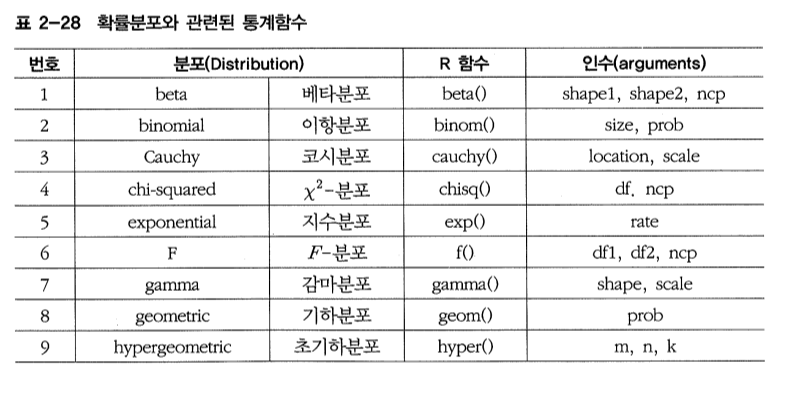 표 2-28 확률분포와 관련된 통계함수
번호 분포(Distribution) R 함수 인수(arguments)
1 beta 베타분포 beta() shape1, shape2, ncp
2 binomial 이항분포 binom() size, prob
3 Cauchy 코시분포 cauchy() location, scale
4 chi-squared χ²-분포 chisq() df. ncp
5 exponential 지수분포 exp() rate
6 F F-분포 f() df1, df2, ncp
7 gamma 감마분포 gamma() shape, scale
8 geometric 기하분포 geom() prob
9 hypergeometric 초기하분포 hyper() m, n, k